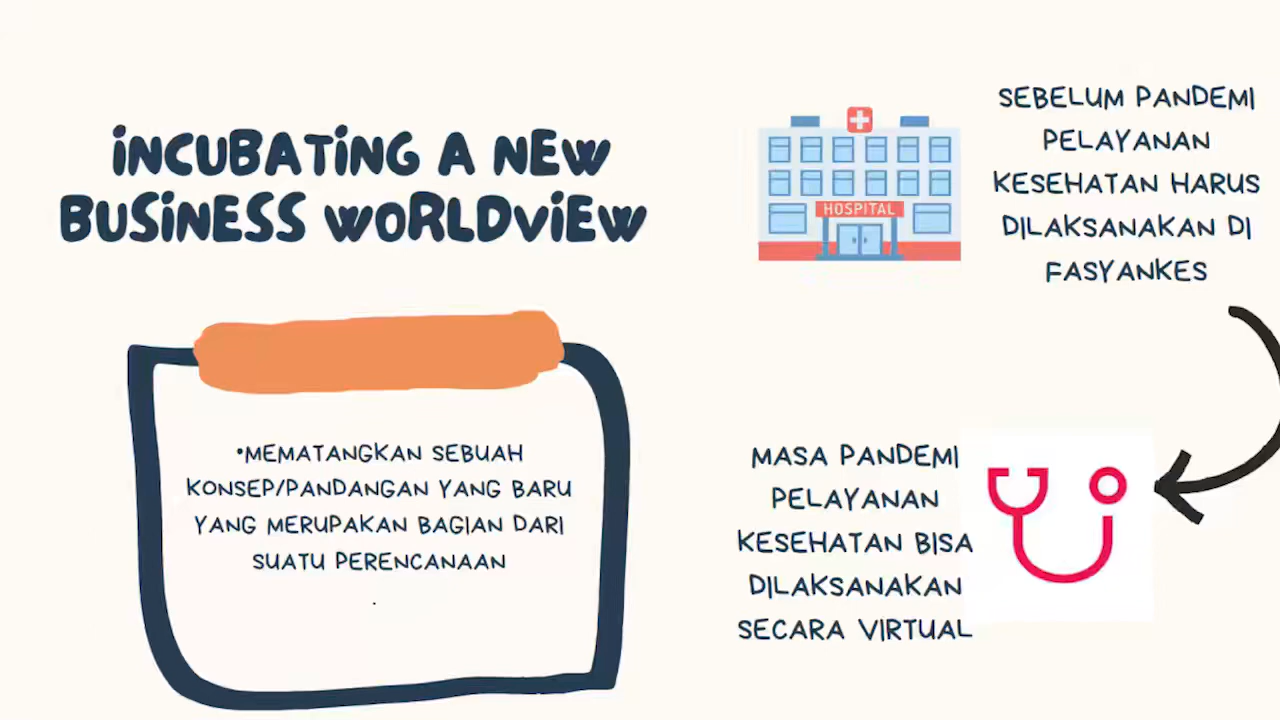 iNCUBATiNG A NEW
BUSiNESS WORLDViEW
•MEMATANGKAN SEBUAH
KONSEP/PANDANGAN YANG BARU
YANG MERUPAKAN BAGIAN DARI
SUATU PERENCANAAN
.
HOSPITAL
SEBELUM PANDEMI
PELAYANAN
KESEHATAN HARUS
DILAKSANAKAN DI
FASYANKES
MASA PANDEMI
PELAYANAN
KESEHATAN BISA
DILAKSANAKAN
SECARA VIRTUAL